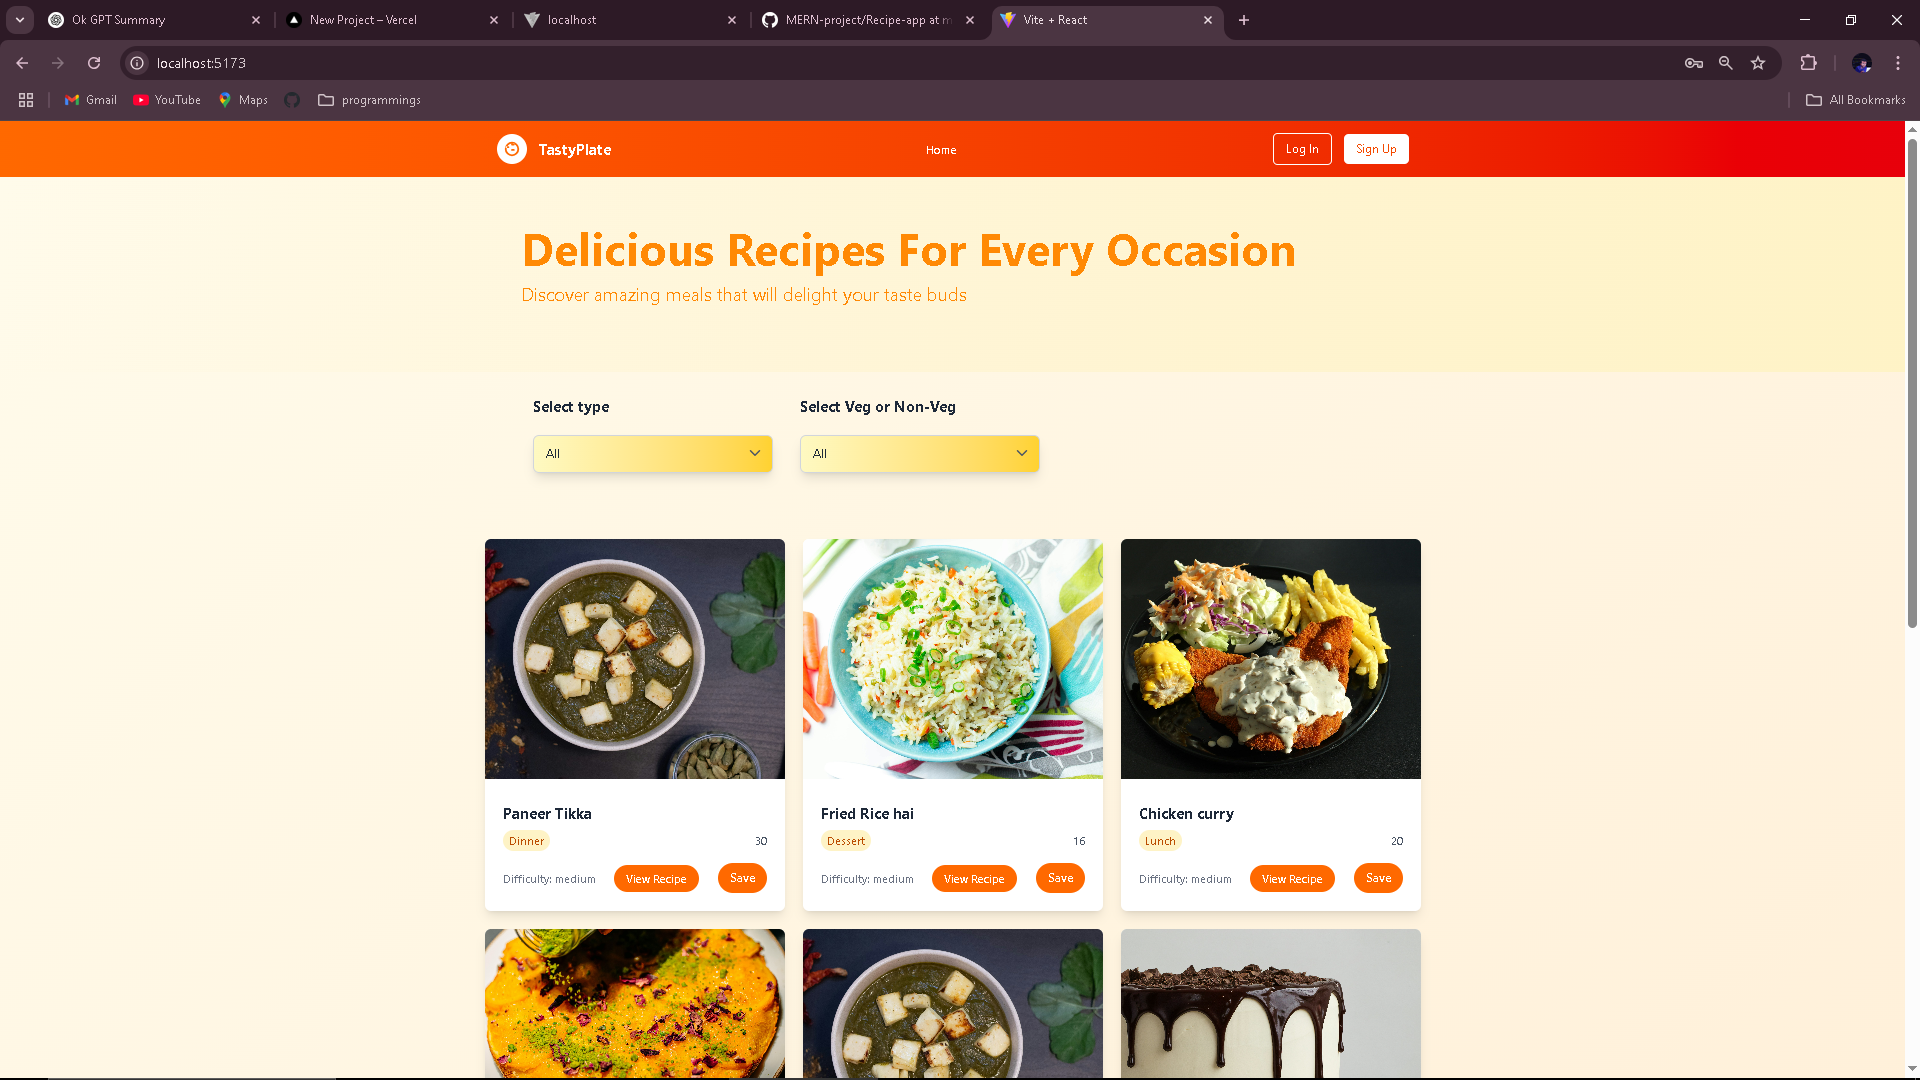 Ok GPT Summary
New Project – Vercel
localhost
MERN-project/Recipe-app at m
Vite + React
localhost:5173
Gmail
YouTube
Maps
programmings
All Bookmarks
TastyPlate
Home
Log In
Sign Up
Delicious Recipes For Every Occasion
Discover amazing meals that will delight your taste buds
Select type
Select Veg or Non-Veg
All
All
Paneer Tikka
Dinner 30
Difficulty: medium View Recipe Save
Fried Rice hai
Dessert 16
Difficulty: medium View Recipe Save
Chicken curry
Lunch 20
Difficulty: medium View Recipe Save